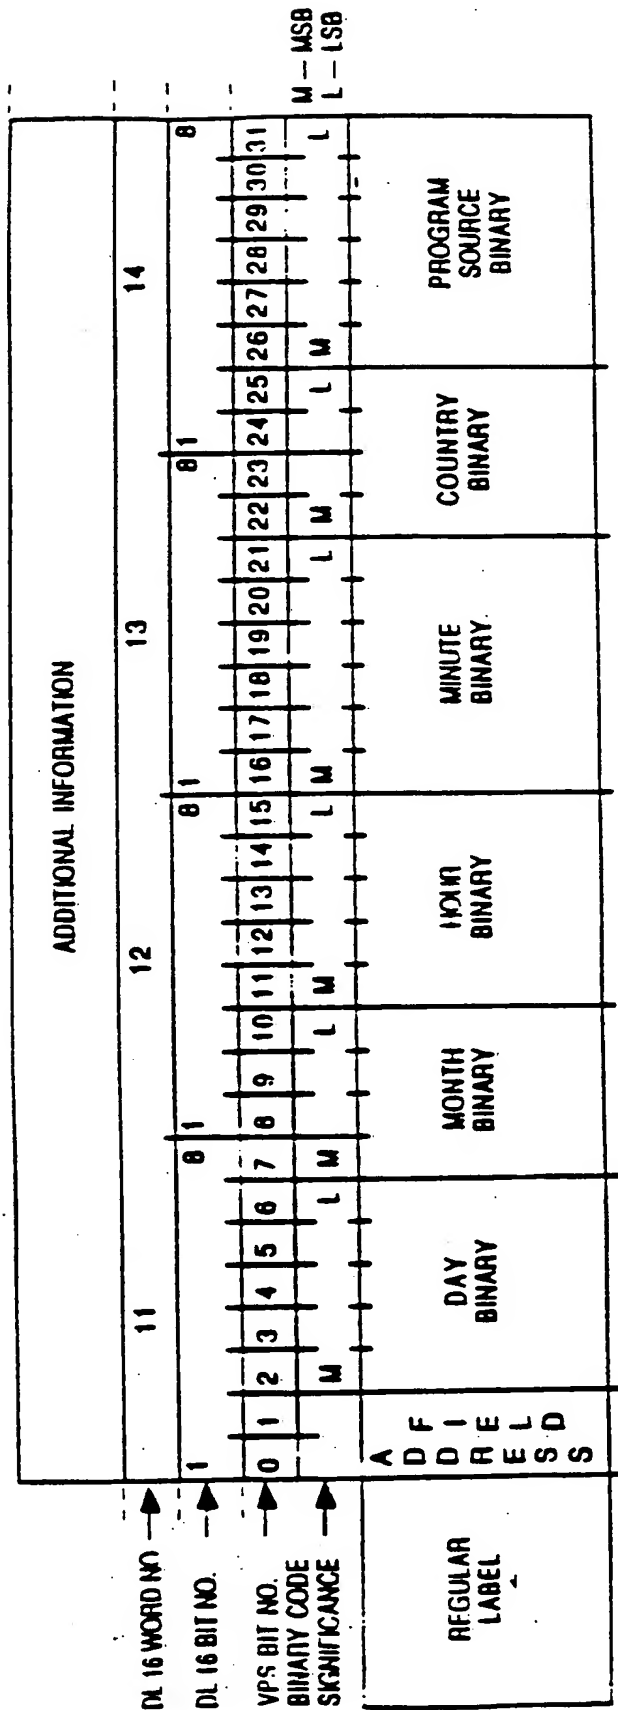 ADDITIONAL INFORMATION
DL 16 WORD NO 11 12 13 14
DL 16 BIT NO. 1 8 1 8 1 8 1 8
VPS BIT NO. 0 1 2 3 4 5 6 7 8 9 10 11 12 13 14 15 16 17 18 19 20 21 22 23 24 25 26 27 28 29 30 31
BINARY CODE
SIGNIFICANCE M L M L M L M L M L M L
M – MSB
L – LSB
REGULAR
LABEL
ADDRESS
FIELD
DAY
BINARY
MONTH
BINARY
HOUR
BINARY
MINUTE
BINARY
COUNTRY
BINARY
PROGRAM
SOURCE
BINARY